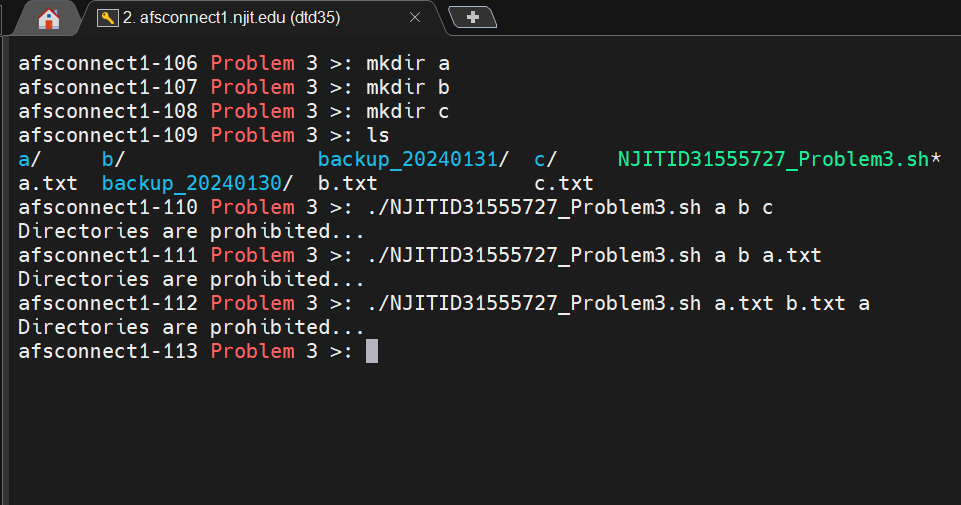 2. afsconnect1.njit.edu (dtd35)
afsconnect1-106 Problem 3 >: mkdir a
afsconnect1-107 Problem 3 >: mkdir b
afsconnect1-108 Problem 3 >: mkdir c
afsconnect1-109 Problem 3 >: ls
a/ b/ backup_20240131/ c/ NJITID31555727_Problem3.sh*
a.txt backup_20240130/ b.txt c.txt
afsconnect1-110 Problem 3 >: ./NJITID31555727_Problem3.sh a b c
Directories are prohibited...
afsconnect1-111 Problem 3 >: ./NJITID31555727_Problem3.sh a b a.txt
Directories are prohibited...
afsconnect1-112 Problem 3 >: ./NJITID31555727_Problem3.sh a.txt b.txt a
Directories are prohibited...
afsconnect1-113 Problem 3 >: